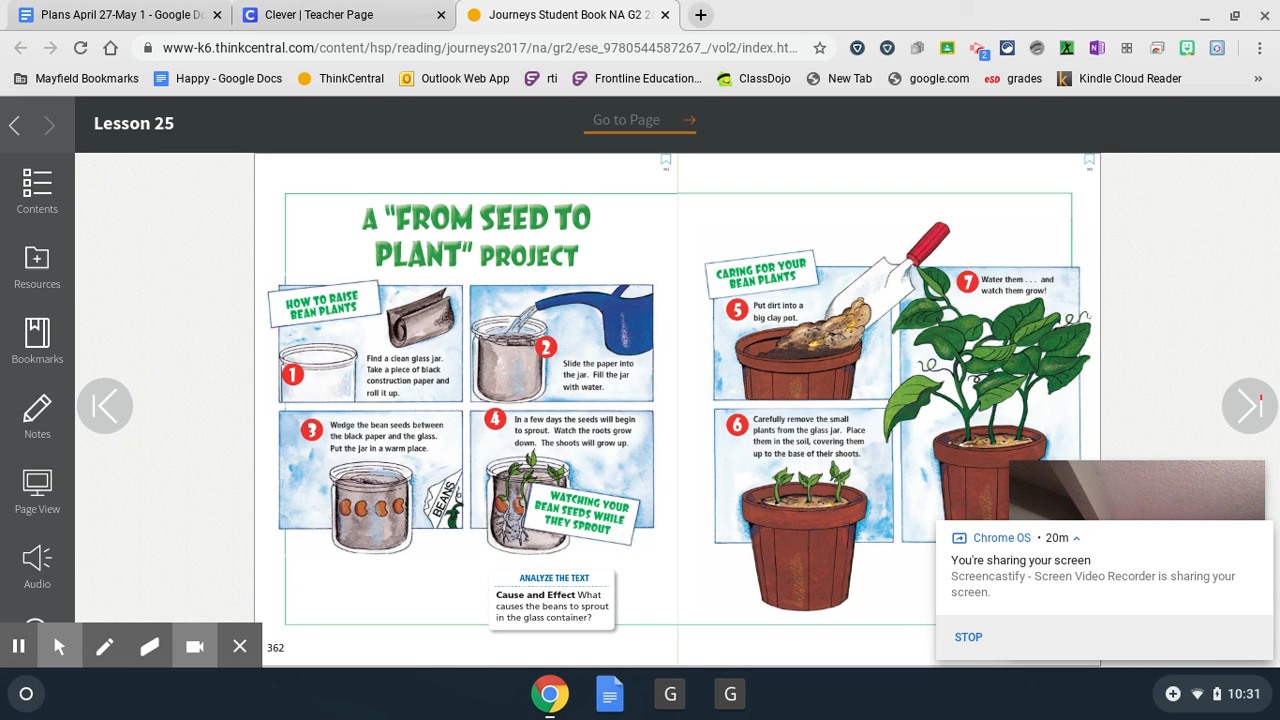 Plans April 27-May 1 - Google Do
Clever | Teacher Page
Journeys Student Book NA G2 2
www-k6.thinkcentral.com/content/hsp/reading/journeys2017/na/gr2/ese_9780544587267_/vol2/index.ht...
2
Mayfield Bookmarks
Happy - Google Docs
ThinkCentral
Outlook Web App
rti
Frontline Education...
ClassDojo
New Tab
google.com
esd grades
Kindle Cloud Reader
»
Lesson 25
Go to Page
Contents
Resources
Bookmarks
Notes
Page View
Audio
A "FROM SEED TO
PLANT" PROJECT
HOW TO RAISE
BEAN PLANTS
1
Find a clean glass jar.
Take a piece of black
construction paper and
roll it up.
2
Slide the paper into
the jar. Fill the jar
with water.
3
Wedge the bean seeds between
the black paper and the glass.
Put the jar in a warm place.
BEANS
4
In a few days the seeds will begin
to sprout. Watch the roots grow
down. The shoots will grow up.
WATCHING YOUR
BEAN SEEDS WHILE
THEY SPROUT
ANALYZE THE TEXT
Cause and Effect What
causes the beans to sprout
in the glass container?
362
CARING FOR YOUR
BEAN PLANTS
5
Put dirt into a
big clay pot.
6
Carefully remove the small
plants from the glass jar. Place
them in the soil, covering them
up to the base of their shoots.
7
Water them . . . and
watch them grow!
Chrome OS • 20m
You're sharing your screen
Screencastify - Screen Video Recorder is sharing your
screen.
STOP
G
G
10:31